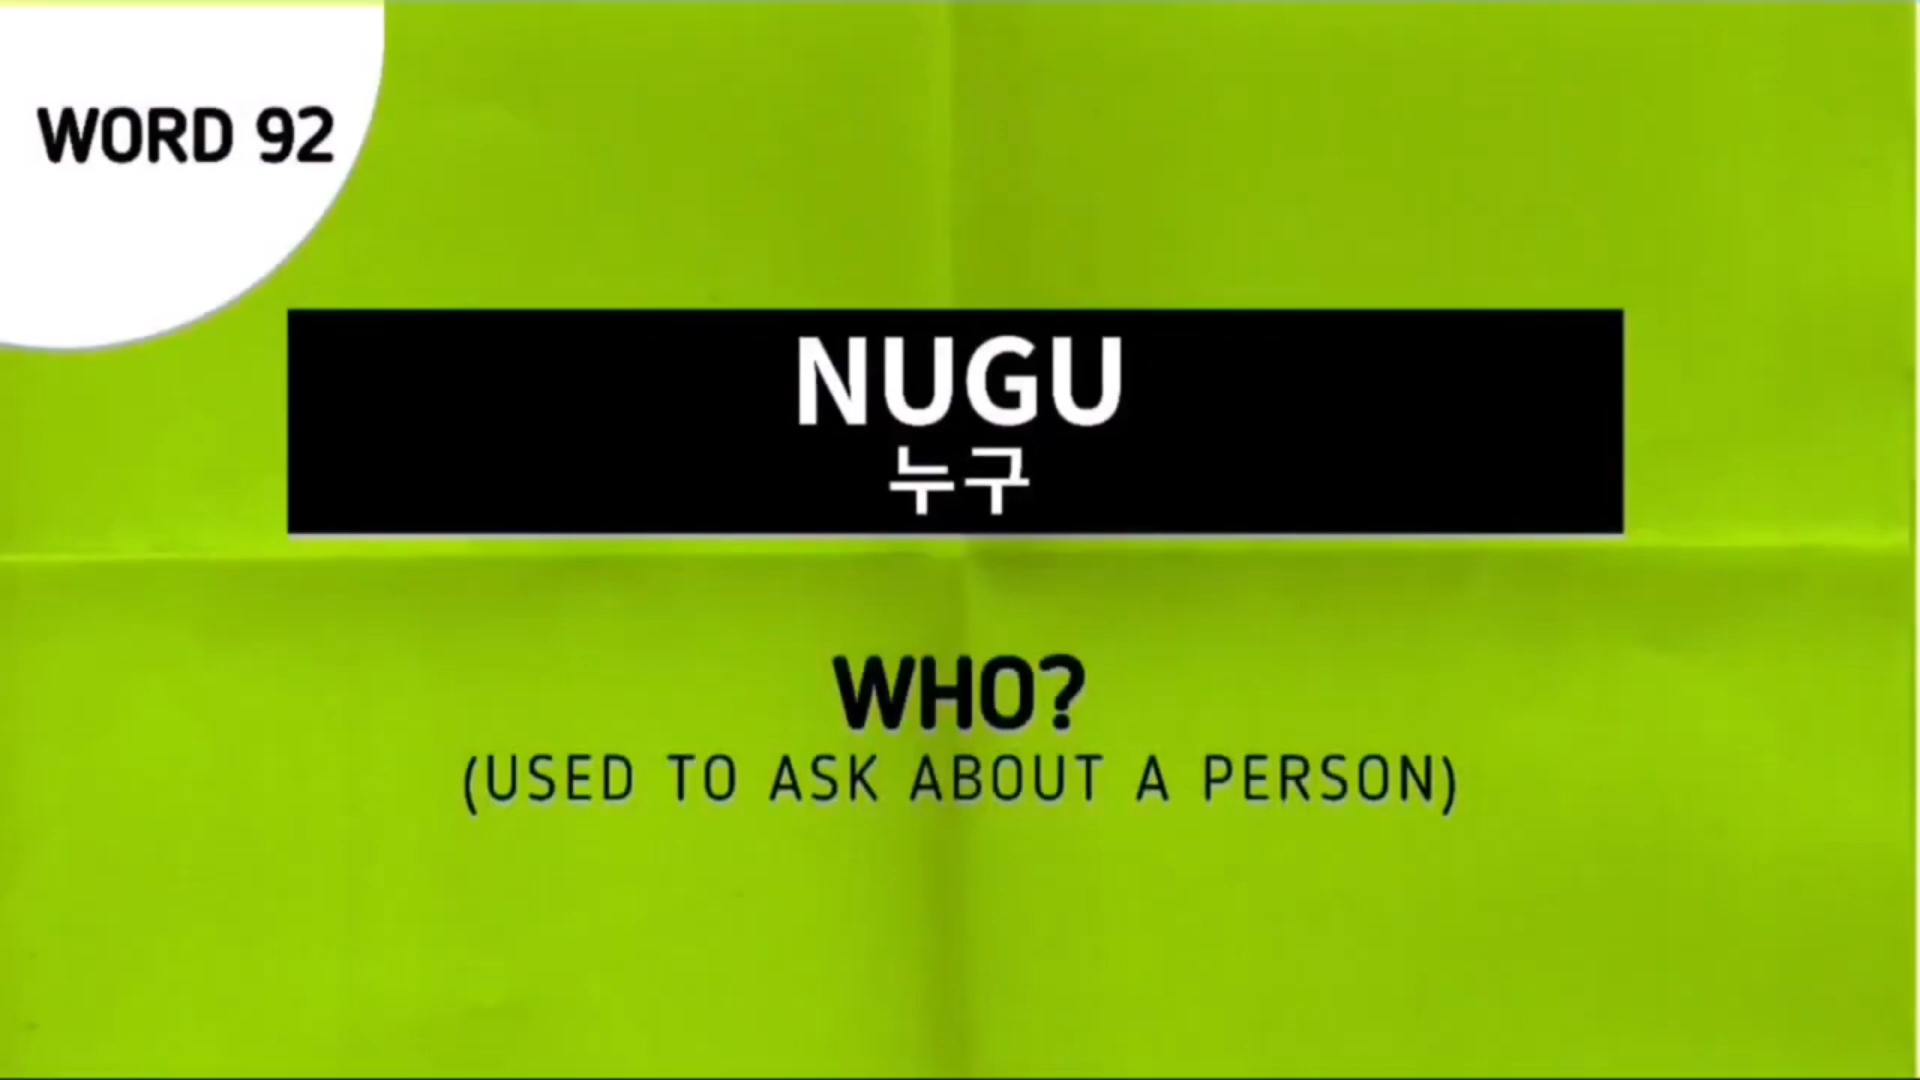 WORD 92
NUGU
누구
WHO?
(USED TO ASK ABOUT A PERSON)